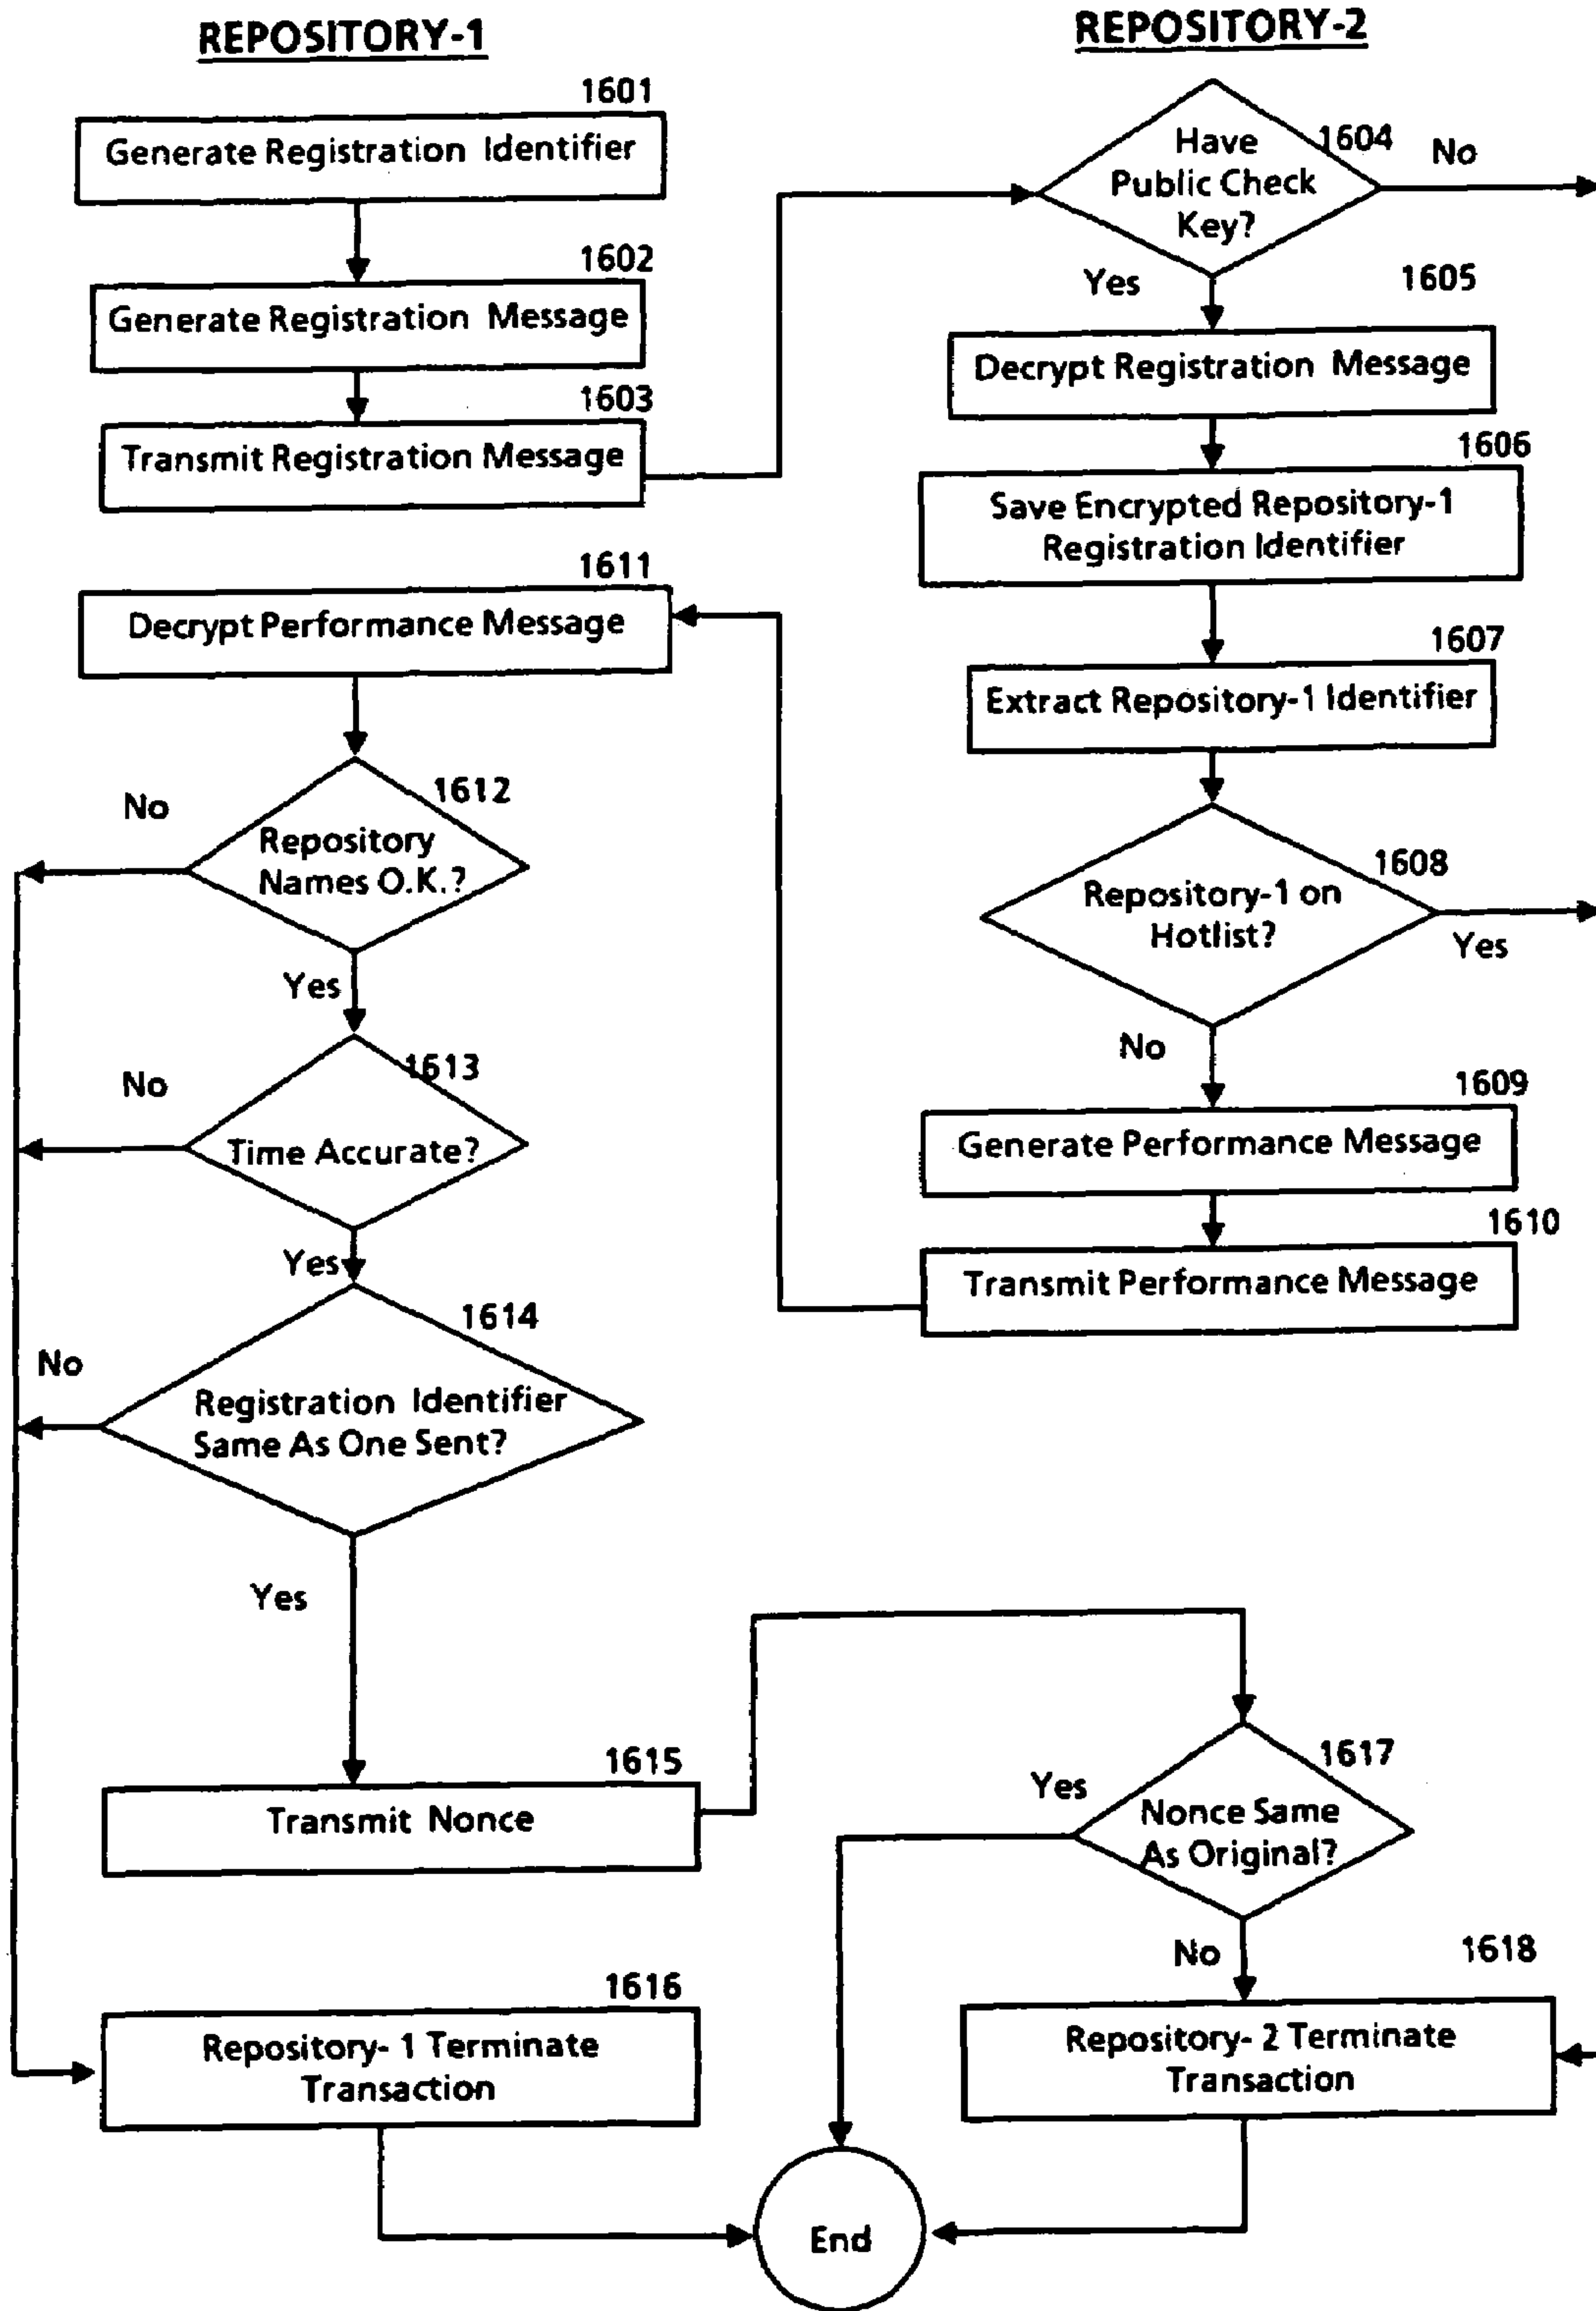 REPOSITORY-1
1601
Generate Registration Identifier
1602
Generate Registration Message
1603
Transmit Registration Message
1611
Decrypt Performance Message
1612
No
Repository
Names O.K.?
Yes
1613
No
Time Accurate?
Yes
1614
No
Registration Identifier
Same As One Sent?
Yes
1615
Transmit Nonce
1616
Repository- 1 Terminate
Transaction
REPOSITORY-2
1604
Have
Public Check
Key?
No
Yes
1605
Decrypt Registration Message
1606
Save Encrypted Repository-1
Registration Identifier
1607
Extract Repository-1 Identifier
1608
Repository-1 on
Hotlist?
Yes
No
1609
Generate Performance Message
1610
Transmit Performance Message
1617
Yes
Nonce Same
As Original?
No
1618
Repository- 2 Terminate
Transaction
End